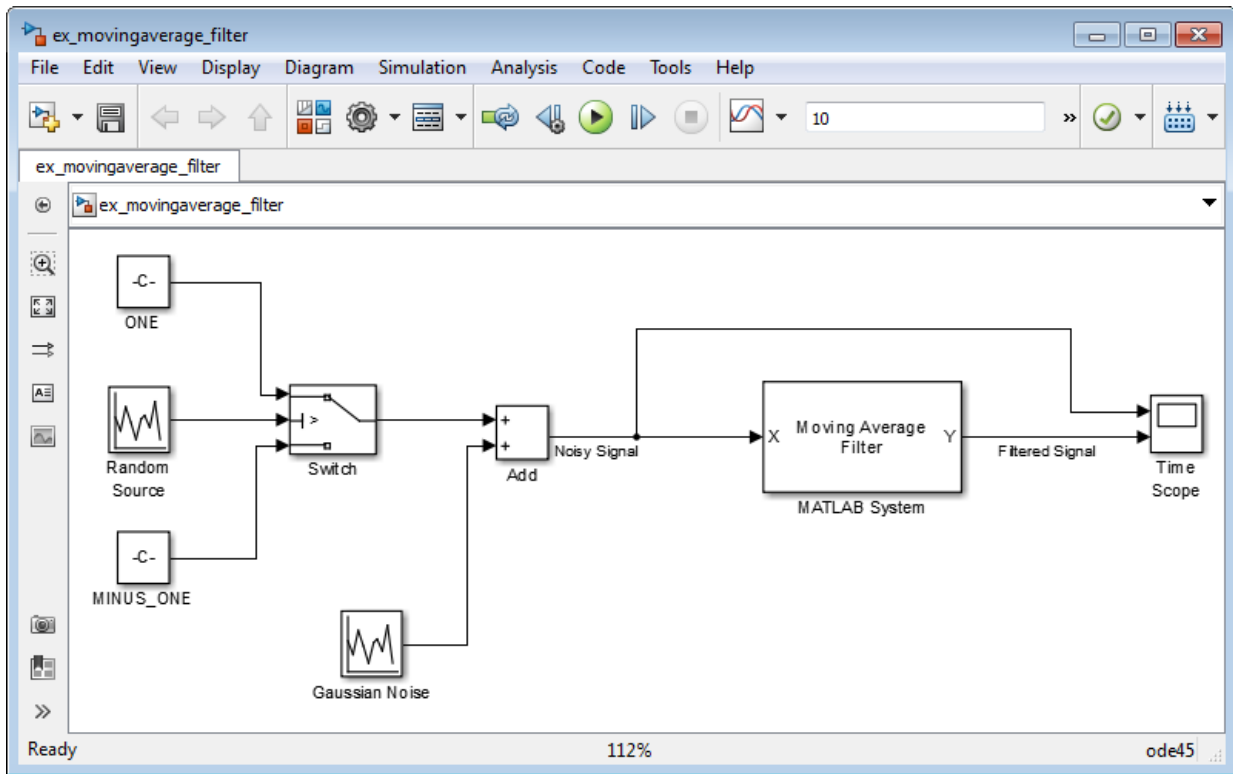 ex_movingaverage_filter
File Edit View Display Diagram Simulation Analysis Code Tools Help
10
»
ex_movingaverage_filter
ex_movingaverage_filter
-C-
ONE
Random
Source
>
Switch
-C-
MINUS_ONE
Gaussian Noise
+
+
Add
Noisy Signal
X
Moving Average
Filter
Y
MATLAB System
Filtered Signal
Time
Scope
A
»
Ready 112% ode45